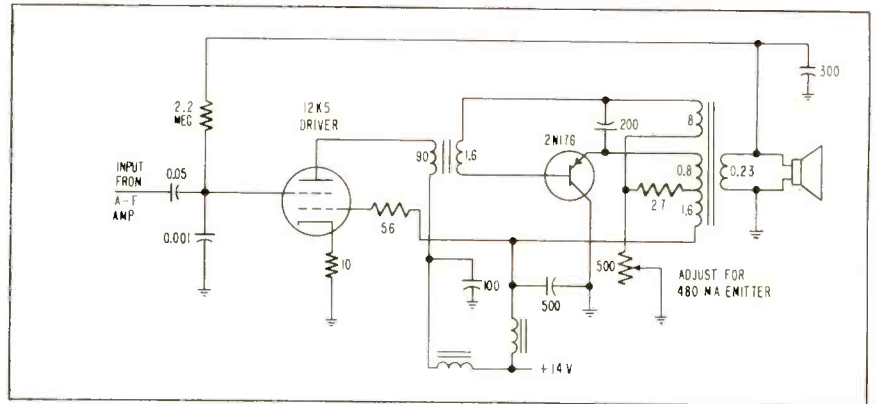 2.2
MEG
12K5
DRIVER
INPUT
FROM
A-F
AMP
0.05
0.001
10
56
90
1.6
100
500
2N176
200
8
0.8
27
1.6
0.23
500
ADJUST FOR
480 MA EMITTER
300
+14 V